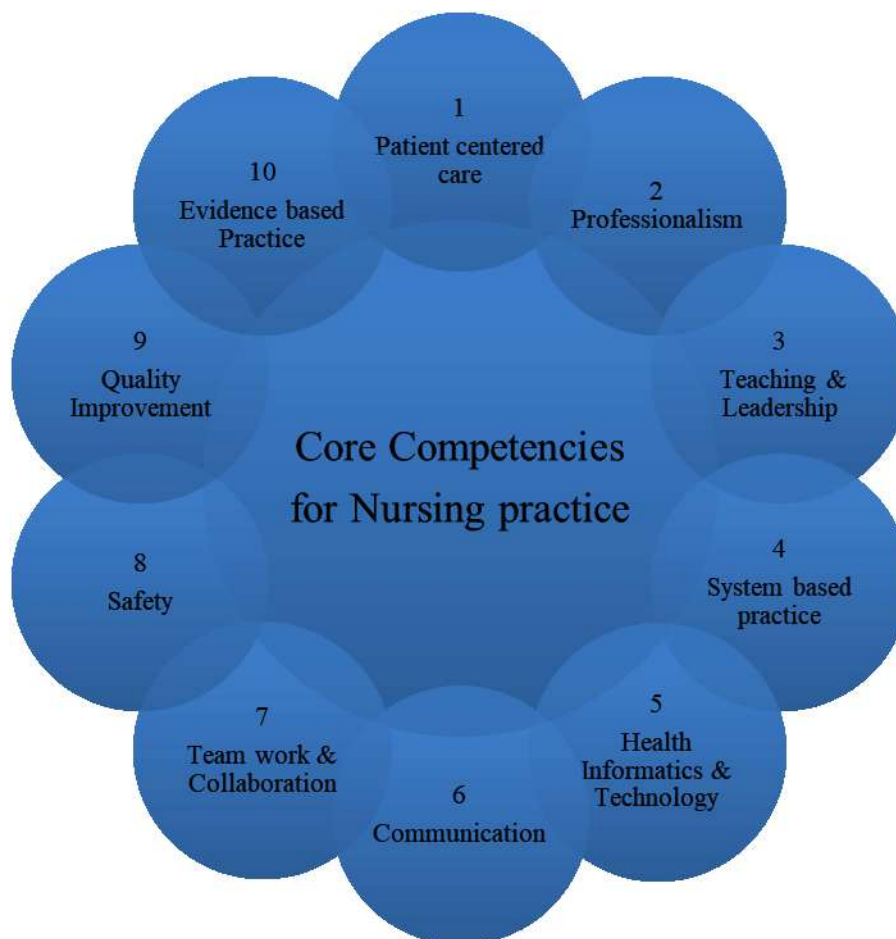 1
Patient centered
care
2
Professionalism
3
Teaching &
Leadership
4
System based
practice
5
Health
Informatics &
Technology
6
Communication
7
Team work &
Collaboration
8
Safety
9
Quality
Improvement
10
Evidence based
Practice
Core Competencies
for Nursing practice